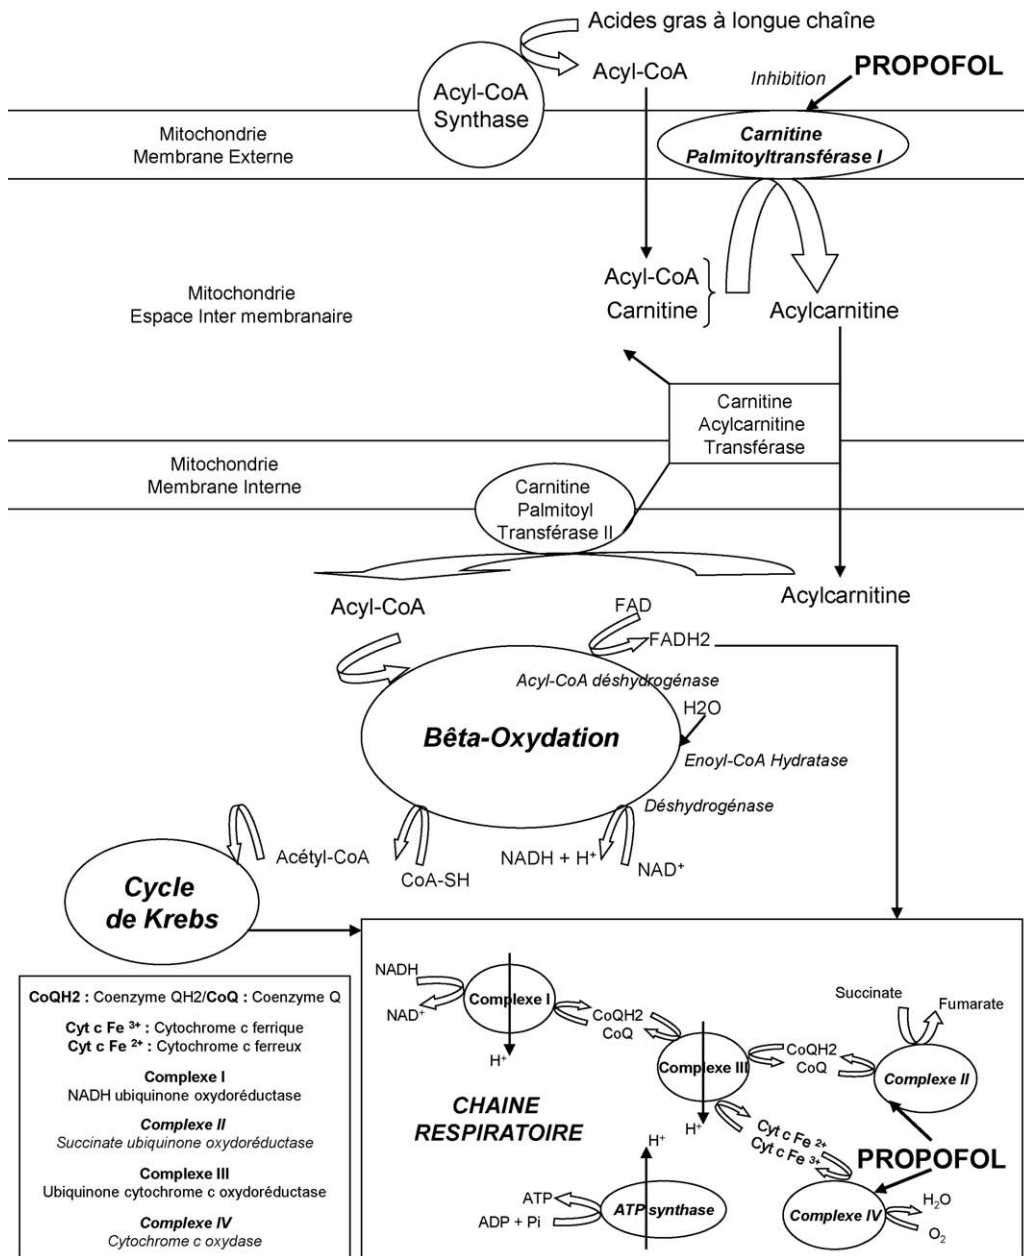 Acides gras à longue chaîne
Acyl-CoA
Synthase
Acyl-CoA
Inhibition
PROPOFOL
Mitochondrie
Membrane Externe
Carnitine
Palmitoyltransférase I
Mitochondrie
Espace Inter membranaire
Acyl-CoA
Carnitine
Acylcarnitine
Carnitine
Acylcarnitine
Transférase
Mitochondrie
Membrane Interne
Carnitine
Palmitoyl
Transférase II
Acyl-CoA
Acylcarnitine
FAD
FADH2
Acyl-CoA déshydrogénase
H2O
Bêta-Oxydation
Enoyl-CoA Hydratase
Déshydrogénase
NADH + H⁺
NAD⁺
CoA-SH
Acétyl-CoA
Cycle
de Krebs
CoQH2 : Coenzyme QH2/CoQ : Coenzyme Q
Cyt c Fe ³⁺ : Cytochrome c ferrique
Cyt c Fe ²⁺ : Cytochrome c ferreux
Complexe I
NADH ubiquinone oxydoréductase
Complexe II
Succinate ubiquinone oxydoréductase
Complexe III
Ubiquinone cytochrome c oxydoréductase
Complexe IV
Cytochrome c oxydase
NADH
NAD⁺
Complexe I
H⁺
CoQH2
CoQ
Complexe III
H⁺
CoQH2
CoQ
Succinate
Fumarate
Complexe II
CHAINE
RESPIRATOIRE
Cyt c Fe ²⁺
Cyt c Fe ³⁺
PROPOFOL
H⁺
ATP
ADP + Pi
ATP synthase
Complexe IV
H₂O
O₂